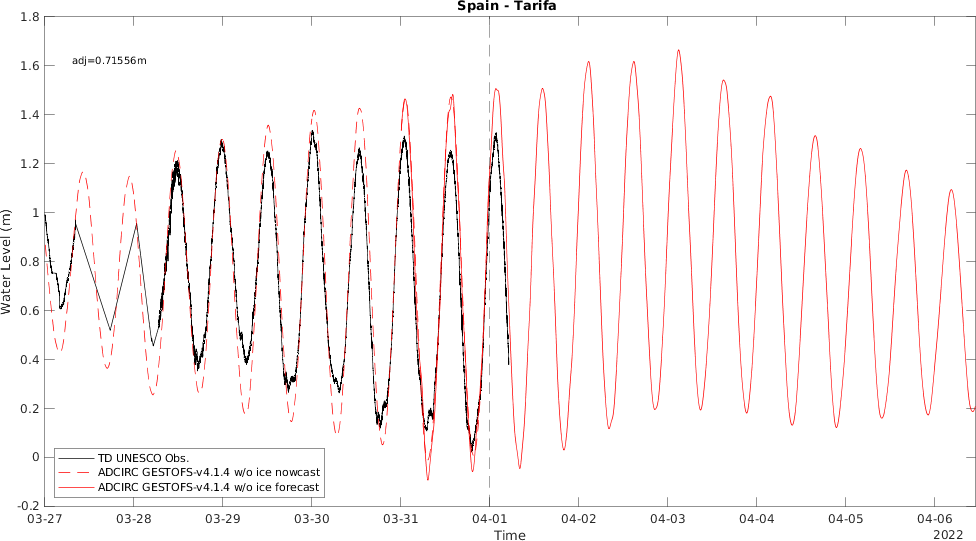 Spain - Tarifa
1.8
1.6
1.4
1.2
1
0.8
0.6
0.4
0.2
0
-0.2
Water Level (m)
adj=0.71556m
TD UNESCO Obs.
ADCIRC GESTOFS-v4.1.4 w/o ice nowcast
ADCIRC GESTOFS-v4.1.4 w/o ice forecast
03-27 03-28 03-29 03-30 03-31 04-01 04-02 04-03 04-04 04-05 04-06
Time
2022